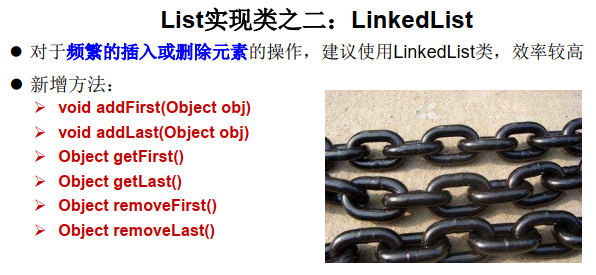 List实现类之二：LinkedList
● 对于频繁的插入或删除元素的操作，建议使用LinkedList类，效率较高
● 新增方法：
➢ void addFirst(Object obj)
➢ void addLast(Object obj)
➢ Object getFirst()
➢ Object getLast()
➢ Object removeFirst()
➢ Object removeLast()